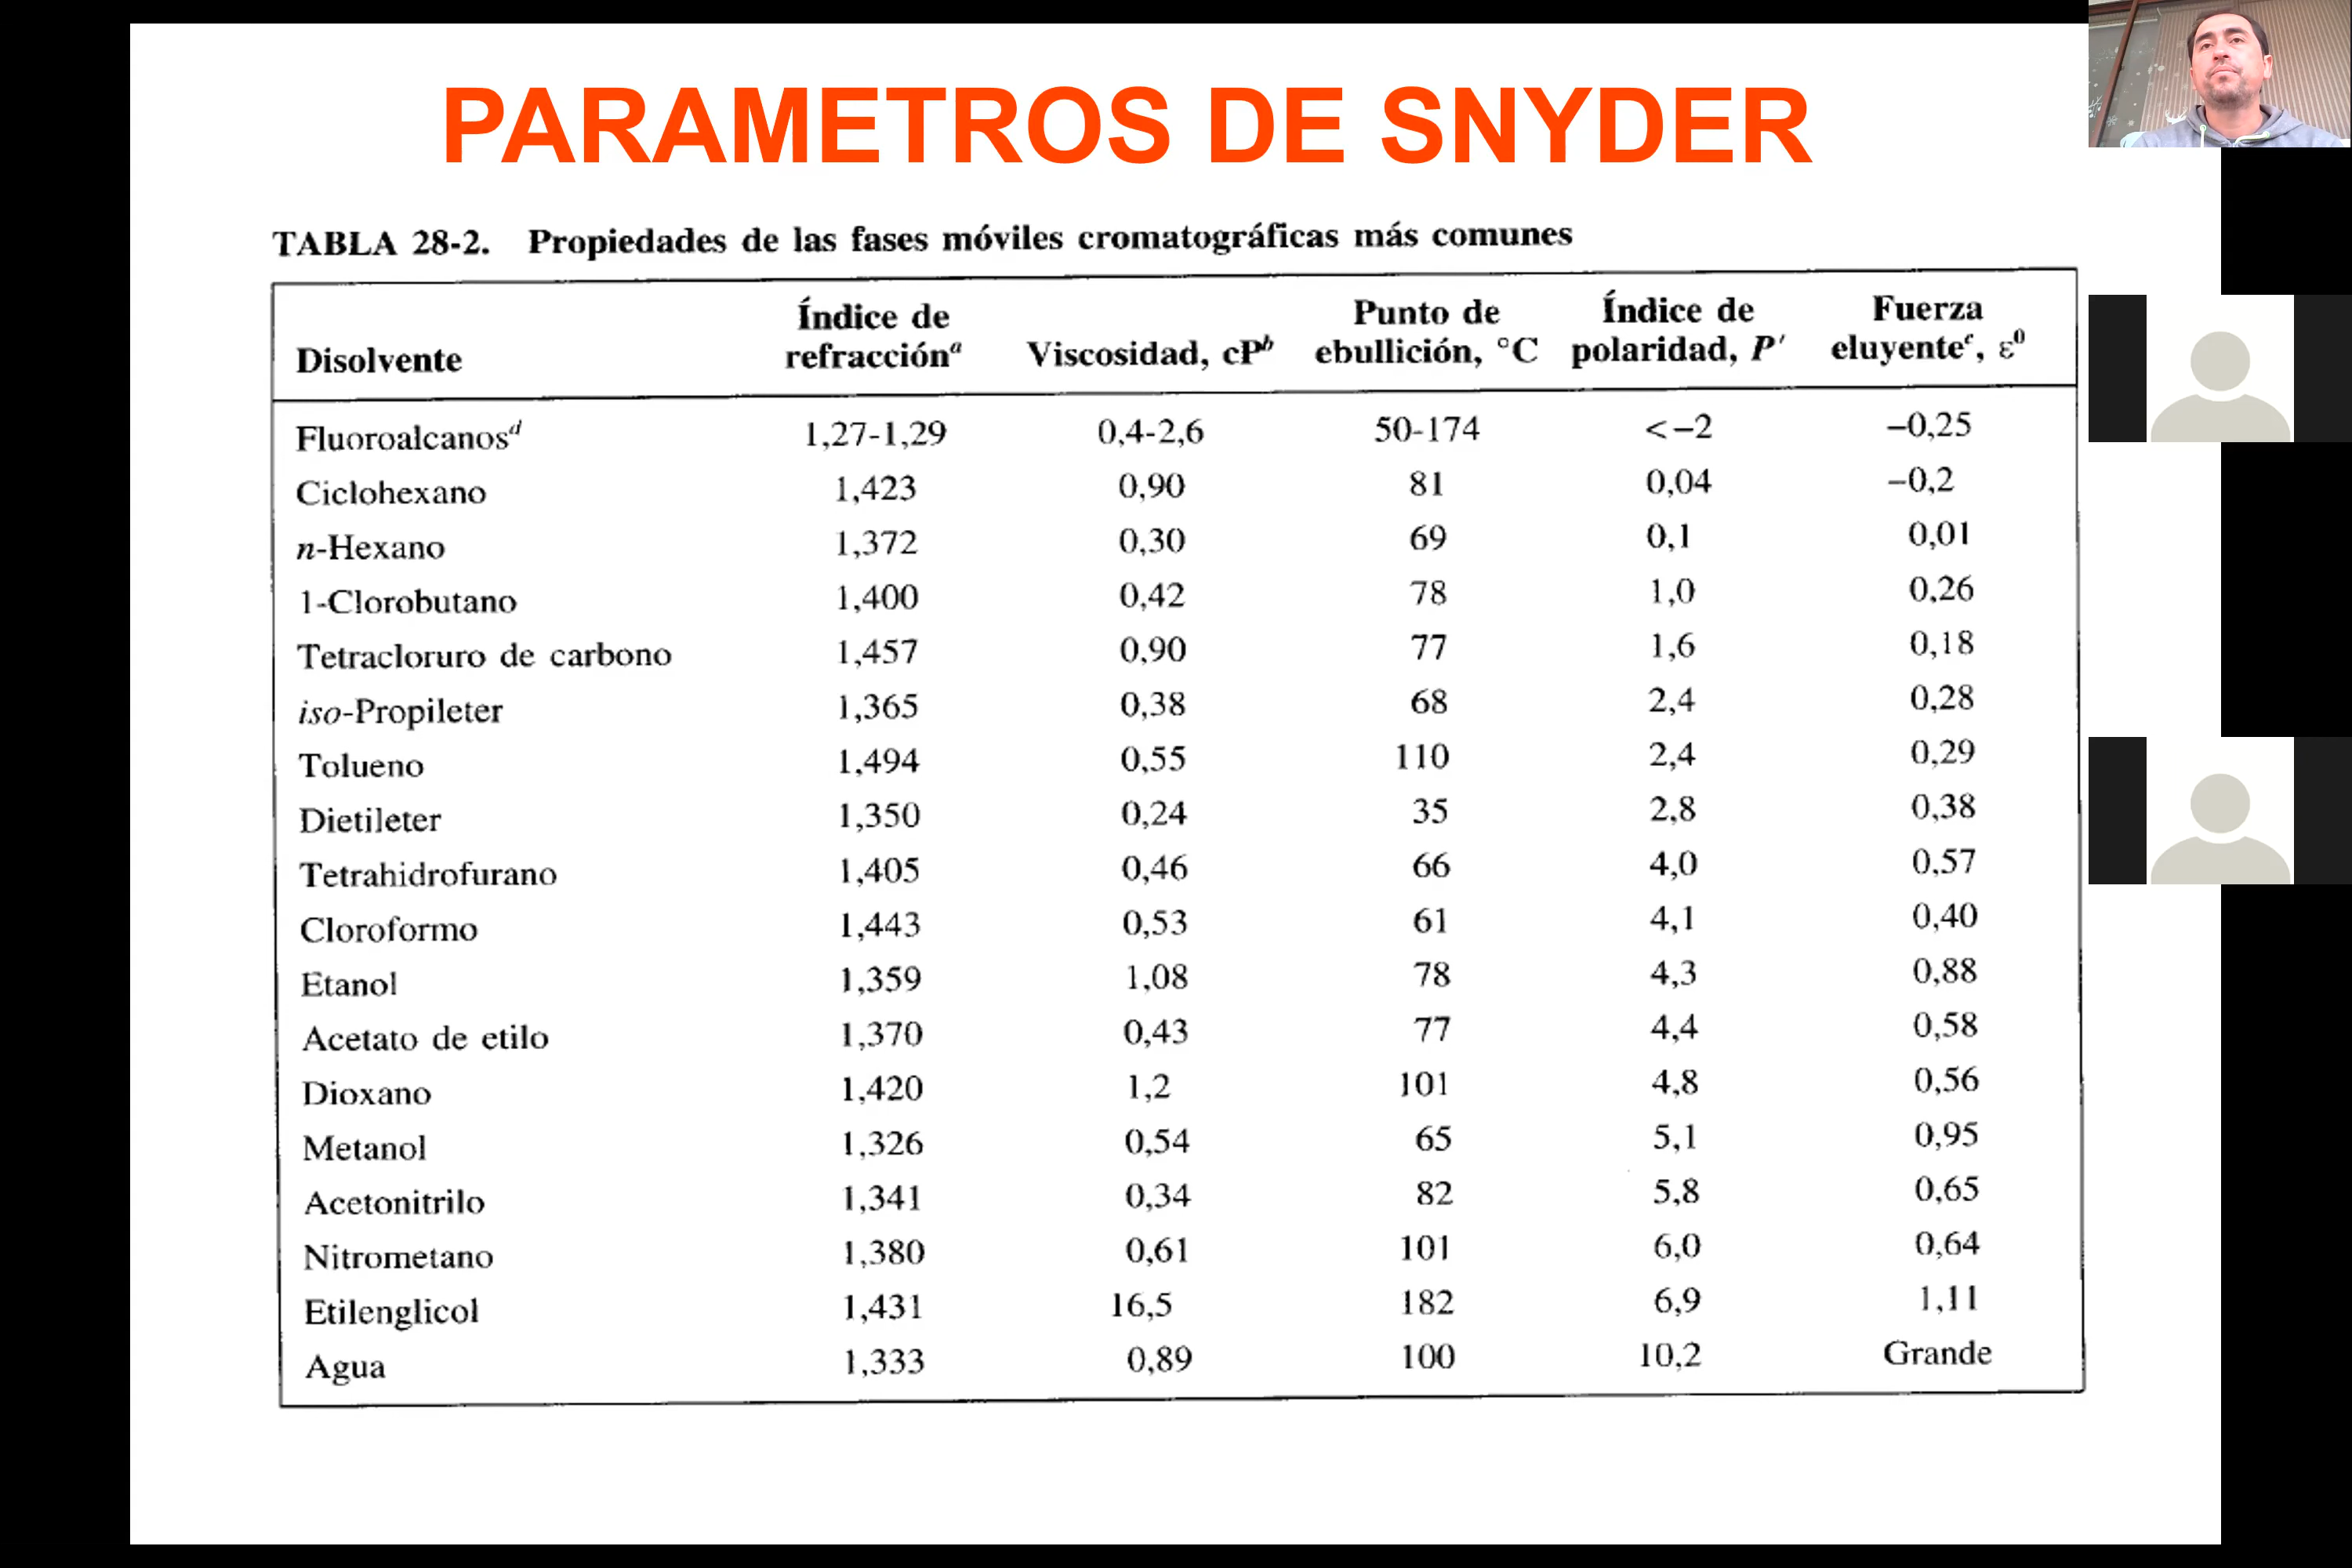 PARAMETROS DE SNYDER
TABLA 28-2. Propiedades de las fases móviles cromatográficas más comunes
Disolvente Índice de refracciónᵃ Viscosidad, cPᵇ Punto de ebullición, °C Índice de polaridad, P′ Fuerza eluyenteᶜ, ε⁰
Fluoroalcanosᵈ 1,27-1,29 0,4-2,6 50-174 <−2 −0,25
Ciclohexano 1,423 0,90 81 0,04 −0,2
n-Hexano 1,372 0,30 69 0,1 0,01
1-Clorobutano 1,400 0,42 78 1,0 0,26
Tetracloruro de carbono 1,457 0,90 77 1,6 0,18
iso-Propileter 1,365 0,38 68 2,4 0,28
Tolueno 1,494 0,55 110 2,4 0,29
Dietileter 1,350 0,24 35 2,8 0,38
Tetrahidrofurano 1,405 0,46 66 4,0 0,57
Cloroformo 1,443 0,53 61 4,1 0,40
Etanol 1,359 1,08 78 4,3 0,88
Acetato de etilo 1,370 0,43 77 4,4 0,58
Dioxano 1,420 1,2 101 4,8 0,56
Metanol 1,326 0,54 65 5,1 0,95
Acetonitrilo 1,341 0,34 82 5,8 0,65
Nitrometano 1,380 0,61 101 6,0 0,64
Etilenglicol 1,431 16,5 182 6,9 1,11
Agua 1,333 0,89 100 10,2 Grande